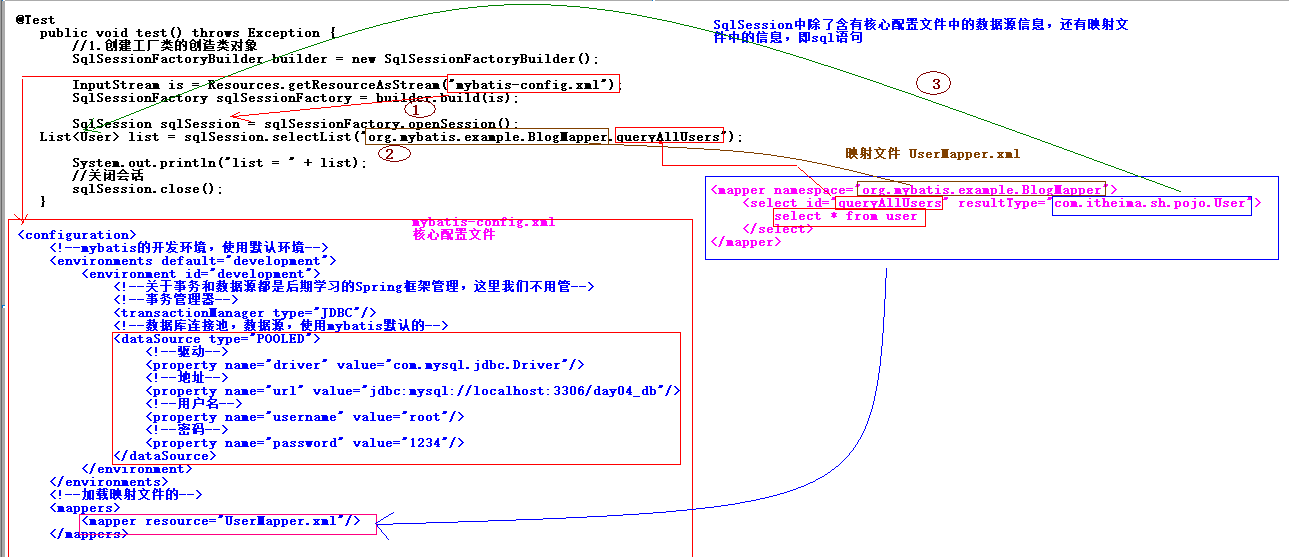 @Test
public void test() throws Exception {
//1.创建工厂类的创造类对象
SqlSessionFactoryBuilder builder = new SqlSessionFactoryBuilder();
InputStream is = Resources.getResourceAsStream("mybatis-config.xml");
SqlSessionFactory sqlSessionFactory = builder.build(is);
1
SqlSession sqlSession = sqlSessionFactory.openSession();
List<User> list = sqlSession.selectList("org.mybatis.example.BlogMapper.queryAllUsers");
2
System.out.println("list = " + list);
//关闭会话
sqlSession.close();
}
SqlSession中除了含有核心配置文件中的数据源信息，还有映射文
件中的信息，即sql语句
3
映射文件 UserMapper.xml
<mapper namespace="org.mybatis.example.BlogMapper">
<select id="queryAllUsers" resultType="com.itheima.sh.pojo.User">
select * from user
</select>
</mapper>
mybatis-config.xml
核心配置文件
<configuration>
<!--mybatis的开发环境，使用默认环境-->
<environments default="development">
<environment id="development">
<!--关于事务和数据源都是后期学习的Spring框架管理，这里我们不用管-->
<!--事务管理器-->
<transactionManager type="JDBC"/>
<!--数据库连接池，数据源，使用mybatis默认的-->
<dataSource type="POOLED">
<!--驱动-->
<property name="driver" value="com.mysql.jdbc.Driver"/>
<!--地址-->
<property name="url" value="jdbc:mysql://localhost:3306/day04_db"/>
<!--用户名-->
<property name="username" value="root"/>
<!--密码-->
<property name="password" value="1234"/>
</dataSource>
</environment>
</environments>
<!--加载映射文件的-->
<mappers>
<mapper resource="UserMapper.xml"/>
</mappers>